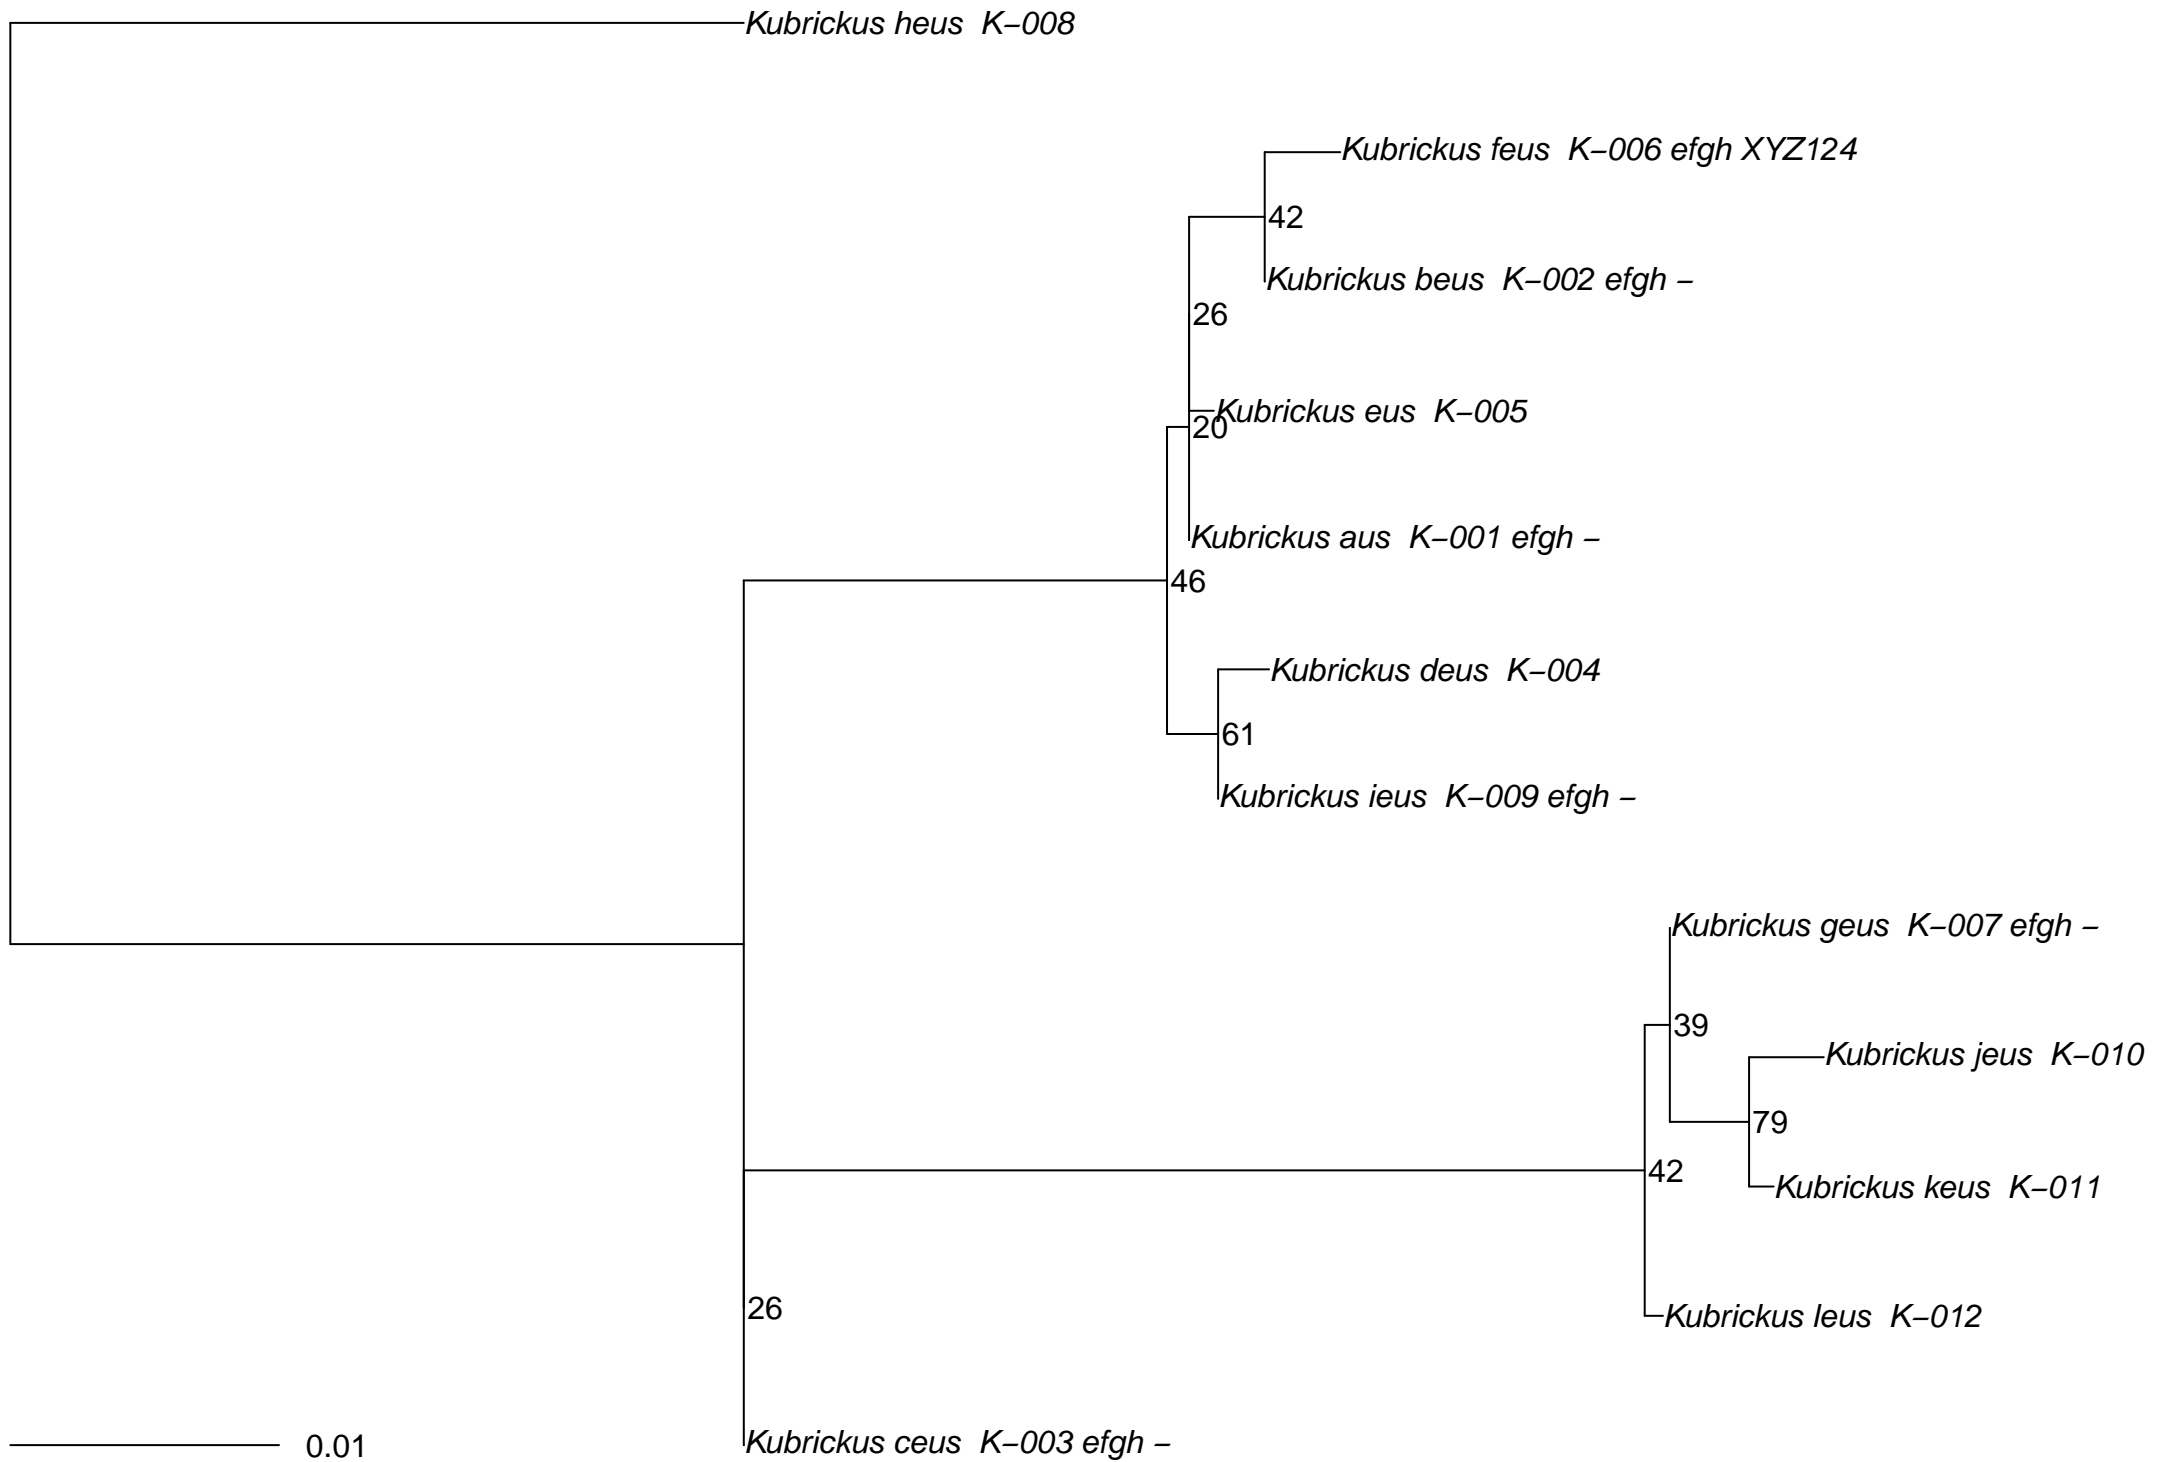 Kubrickus heus K−008
Kubrickus feus K−006 efgh XYZ124
42
Kubrickus beus K−002 efgh −
26
Kubrickus eus K−005
20
Kubrickus aus K−001 efgh −
46
Kubrickus deus K−004
61
Kubrickus ieus K−009 efgh −
Kubrickus geus K−007 efgh −
39
Kubrickus jeus K−010
79
42
Kubrickus keus K−011
26
Kubrickus leus K−012
0.01
Kubrickus ceus K−003 efgh −